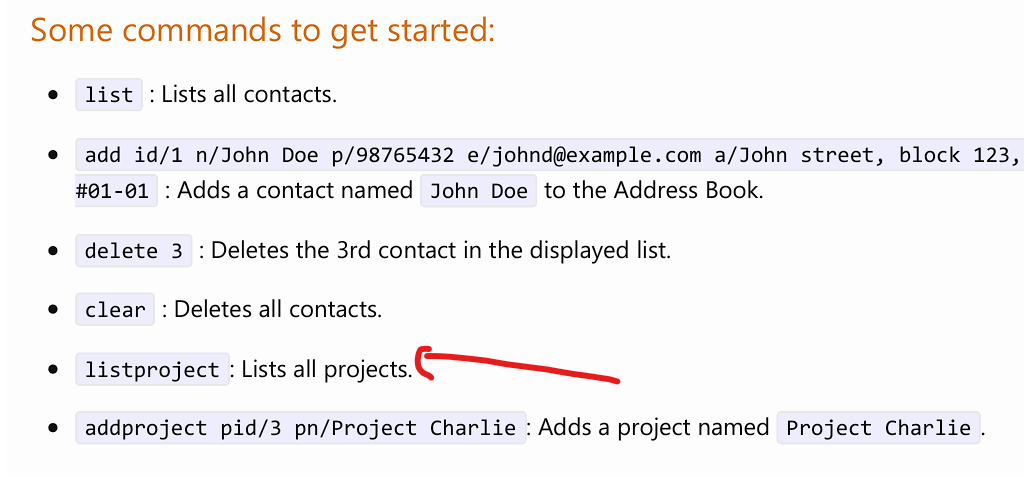 Some commands to get started:
list : Lists all contacts.
add id/1 n/John Doe p/98765432 e/johnd@example.com a/John street, block 123,
#01-01 : Adds a contact named John Doe to the Address Book.
delete 3 : Deletes the 3rd contact in the displayed list.
clear : Deletes all contacts.
listproject: Lists all projects.
addproject pid/3 pn/Project Charlie: Adds a project named Project Charlie.